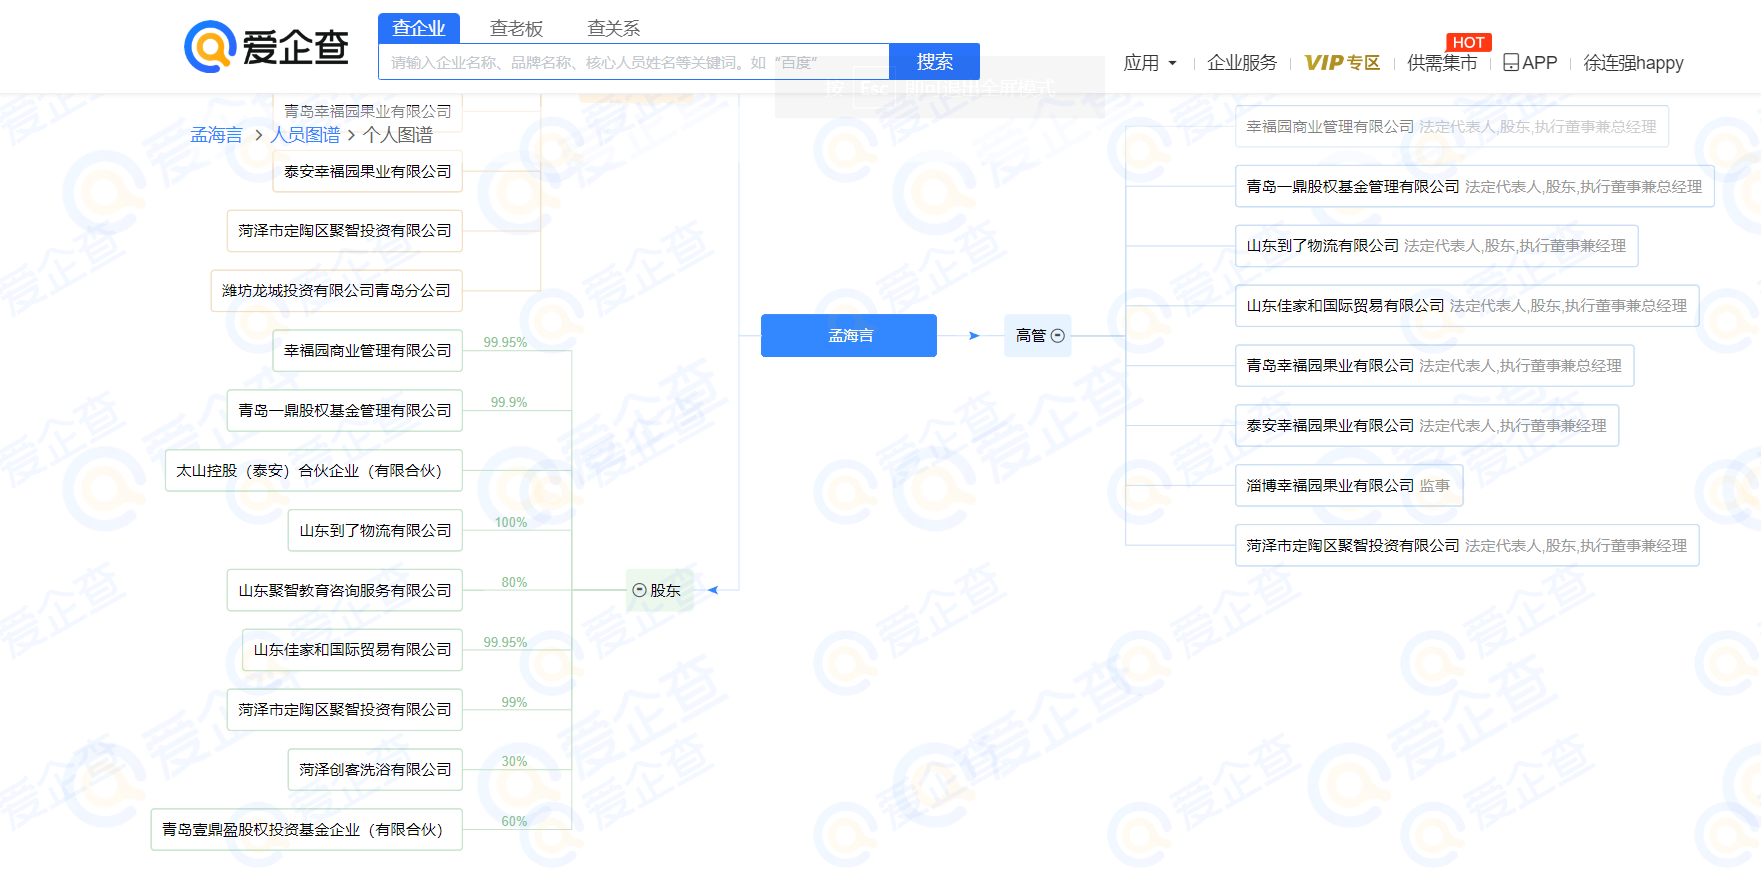 爱企查
查企业 查老板 查关系
请输入企业名称、品牌名称、核心人员姓名等关键词。如“百度”
搜索
应用 企业服务 VIP专区 供需集市 HOT APP 徐连强happy
按 Esc 即可退出全屏模式
孟海言 > 人员图谱 > 个人图谱
青岛幸福园果业有限公司
泰安幸福园果业有限公司
菏泽市定陶区聚智投资有限公司
潍坊龙城投资有限公司青岛分公司
幸福园商业管理有限公司 99.95%
青岛一鼎股权基金管理有限公司 99.9%
太山控股（泰安）合伙企业（有限合伙）
山东到了物流有限公司 100%
山东聚智教育咨询服务有限公司 80%
山东佳家和国际贸易有限公司 99.95%
菏泽市定陶区聚智投资有限公司 99%
菏泽创客洗浴有限公司 30%
青岛壹鼎盈股权投资基金企业（有限合伙） 60%
股东
孟海言
高管
幸福园商业管理有限公司 法定代表人,股东,执行董事兼总经理
青岛一鼎股权基金管理有限公司 法定代表人,股东,执行董事兼总经理
山东到了物流有限公司 法定代表人,股东,执行董事兼经理
山东佳家和国际贸易有限公司 法定代表人,股东,执行董事兼总经理
青岛幸福园果业有限公司 法定代表人,执行董事兼总经理
泰安幸福园果业有限公司 法定代表人,执行董事兼经理
淄博幸福园果业有限公司 监事
菏泽市定陶区聚智投资有限公司 法定代表人,股东,执行董事兼经理